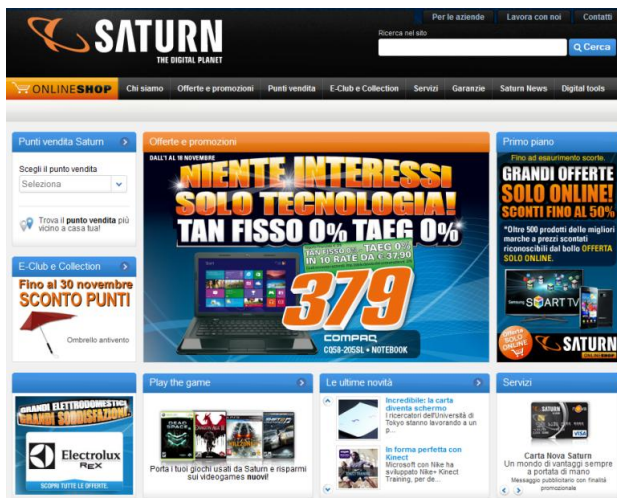 Per le aziende
Lavora con noi
Contatti
SATURN
THE DIGITAL PLANET
Ricerca nel sito
Cerca
ONLINESHOP
Chi siamo
Offerte e promozioni
Punti vendita
E-Club e Collection
Servizi
Garanzie
Saturn News
Digital tools
Punti vendita Saturn
Scegli il punto vendita
Seleziona
Trova il punto vendita più
vicino a casa tua!
E-Club e Collection
Fino al 30 novembre
SCONTO PUNTI
Ombrello antivento
Offerte e promozioni
DALL'1 AL 18 NOVEMBRE
NIENTE INTERESSI
SOLO TECNOLOGIA!
TAN FISSO 0% TAEG 0%
TAN FISSO 0% TAEG 0%
IN 10 RATE DA € 37,90
379
COMPAQ
CQ58-205SL • NOTEBOOK
Primo piano
Fino ad esaurimento scorte.
GRANDI OFFERTE
SOLO ONLINE!
SCONTI FINO AL 50%
*Oltre 500 prodotti delle migliori
marche a prezzi scontati
riconoscibili dal bollo OFFERTA
SOLO ONLINE.
SMART TV
Offerta
SOLO
ONLINE
SATURN
ONLINESHOP
GRANDI ELETTRODOMESTICI,
GRANDI SODDISFAZIONI.
Electrolux
REX
SCOPRI TUTTE LE OFFERTE.
Play the game
DEAD SPACE 2
Porta i tuoi giochi usati da Saturn e risparmi
sui videogames nuovi!
Le ultime novità
Incredibile: la carta
diventa schermo
I ricercatori dell'Università di
Tokyo stanno lavorando a un
p...
In forma perfetta con
Kinect
Microsoft con Nike ha
sviluppato Nike+ Kinect
Training, per de...
Servizi
SATURN
VISA
Carta Nova Saturn
Un mondo di vantaggi sempre
a portata di mano
Messaggio pubblicitario con finalità
promozionale